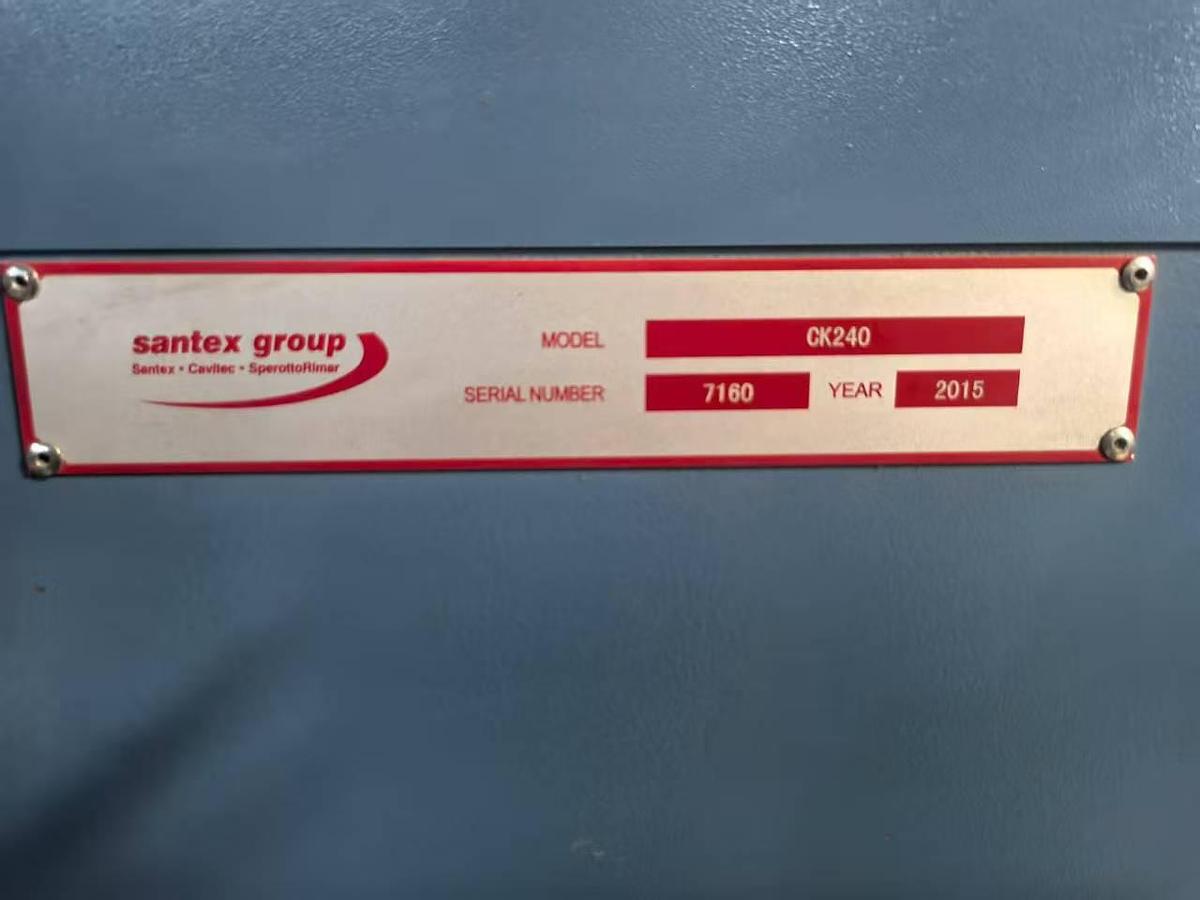 santex group
Santex • Cavitec • SperottoRimar
MODEL CK240
SERIAL NUMBER 7160 YEAR 2015